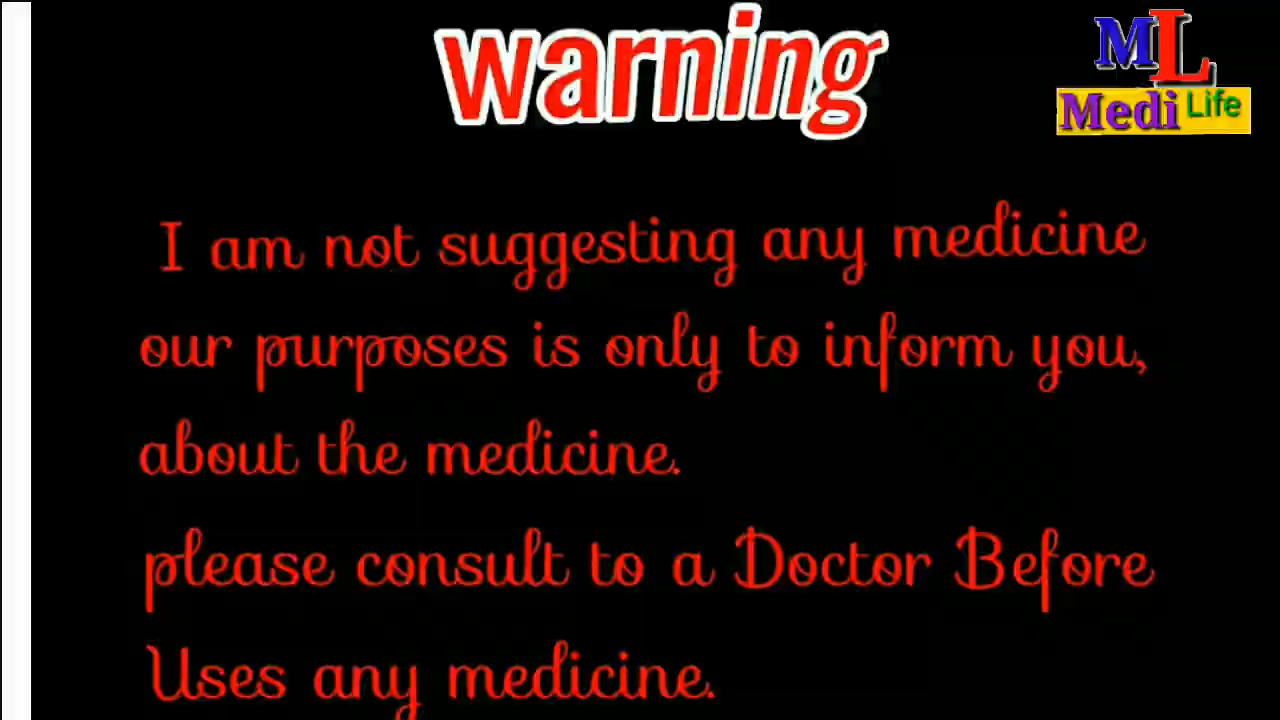 warning
ML
Medi Life
I am not suggesting any medicine
our purposes is only to inform you,
about the medicine.
please consult to a Doctor Before
Uses any medicine.